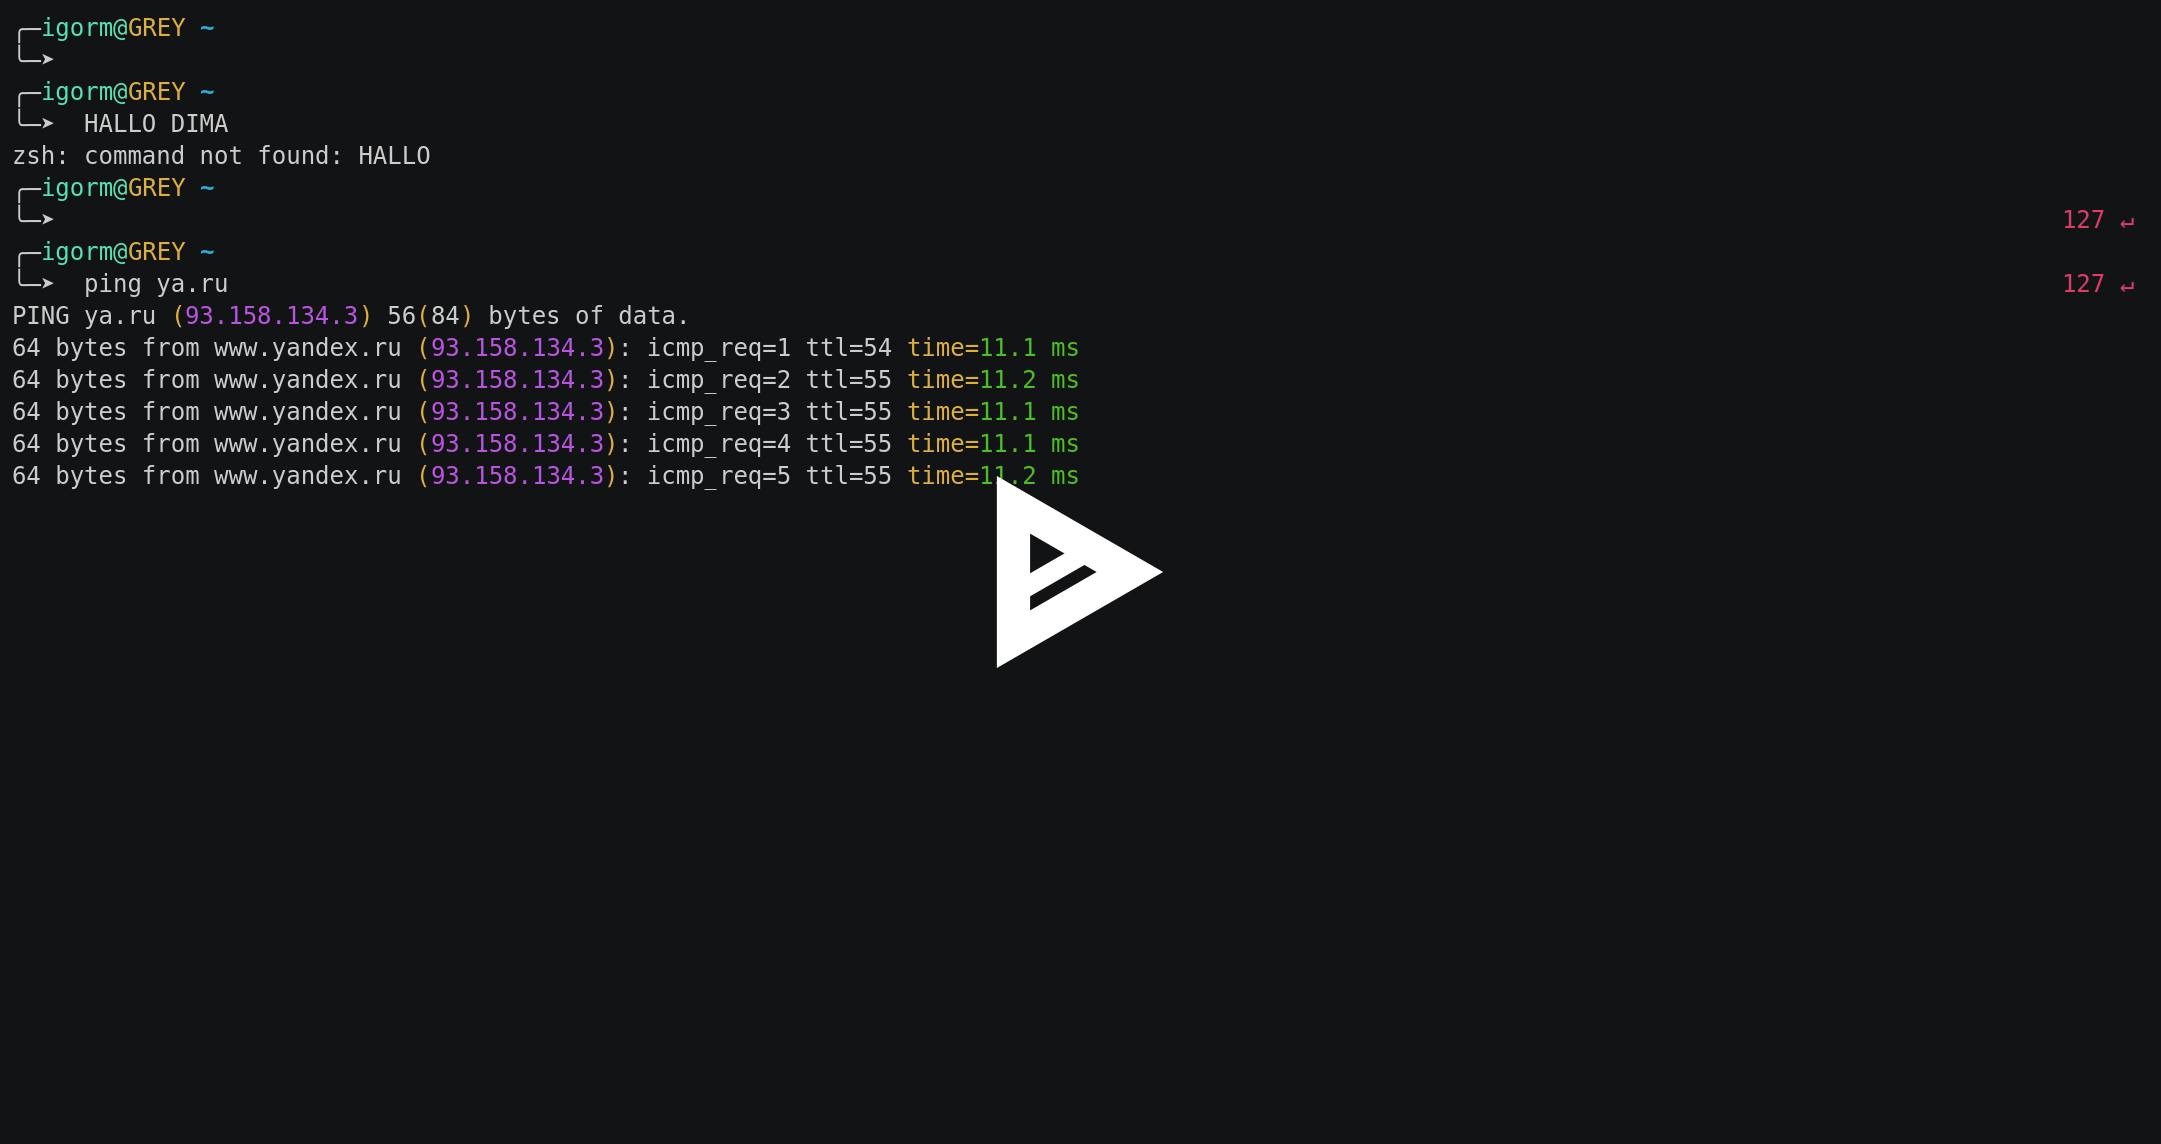 ╭─igorm@GREY ~
╰─➤
╭─igorm@GREY ~
╰─➤  HALLO DIMA
zsh: command not found: HALLO
╭─igorm@GREY ~
╰─➤ 127 ↵
╭─igorm@GREY ~
╰─➤  ping ya.ru 127 ↵
PING ya.ru (93.158.134.3) 56(84) bytes of data.
64 bytes from www.yandex.ru (93.158.134.3): icmp_req=1 ttl=54 time=11.1 ms
64 bytes from www.yandex.ru (93.158.134.3): icmp_req=2 ttl=55 time=11.2 ms
64 bytes from www.yandex.ru (93.158.134.3): icmp_req=3 ttl=55 time=11.1 ms
64 bytes from www.yandex.ru (93.158.134.3): icmp_req=4 ttl=55 time=11.1 ms
64 bytes from www.yandex.ru (93.158.134.3): icmp_req=5 ttl=55 time=11.2 ms